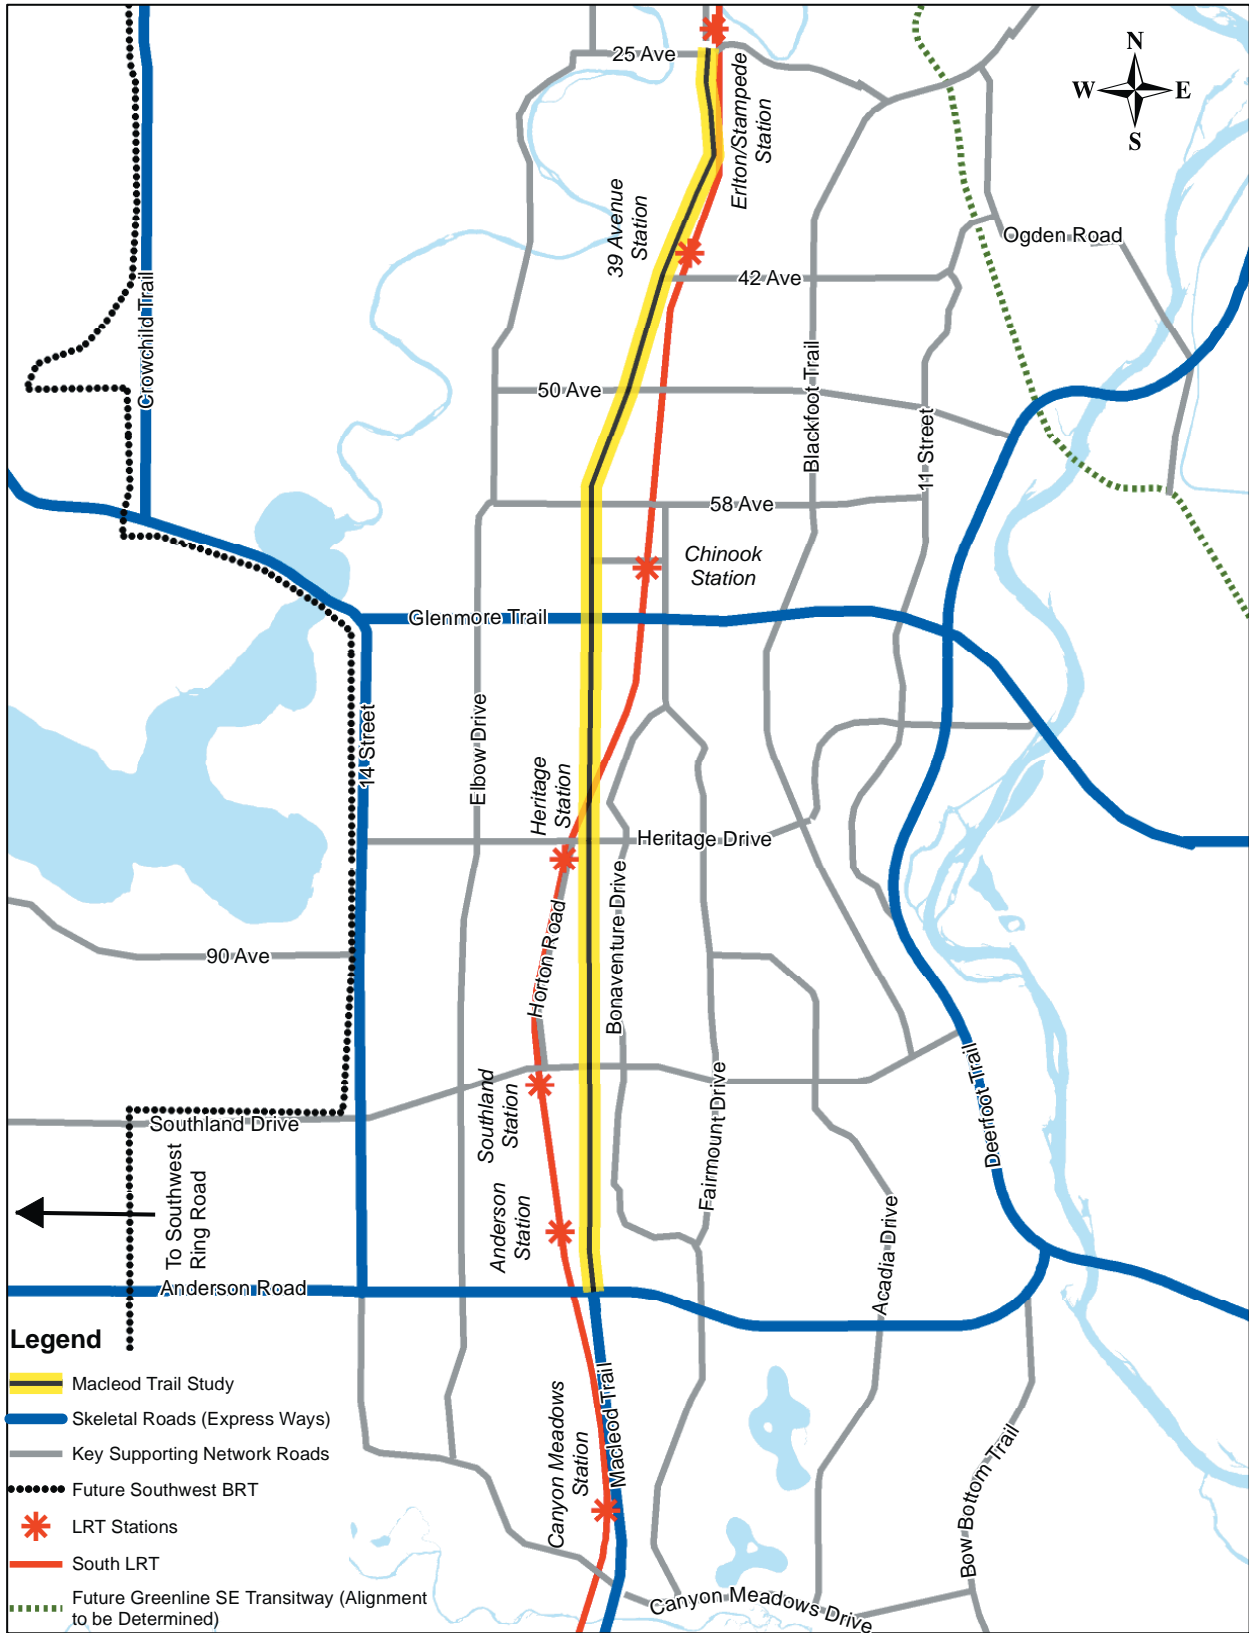 25 Ave
N
W
E
S
Erlton/Stampede
Station
39 Avenue
Station
Ogden Road
42 Ave
Crowchild Trail
50 Ave
Blackfoot Trail
11 Street
58 Ave
Chinook
Station
Glenmore Trail
14 Street
Elbow Drive
Heritage
Station
Heritage Drive
Bonaventure Drive
Horton Road
90 Ave
Southland
Station
Fairmount Drive
Deerfoot Trail
Southland Drive
To Southwest
Ring Road
Anderson
Station
Acadia Drive
Anderson Road
Macleod Trail
Canyon Meadows
Station
Bow Bottom Trail
Canyon Meadows Drive
Legend
Macleod Trail Study
Skeletal Roads (Express Ways)
Key Supporting Network Roads
Future Southwest BRT
LRT Stations
South LRT
Future Greenline SE Transitway (Alignment
to be Determined)